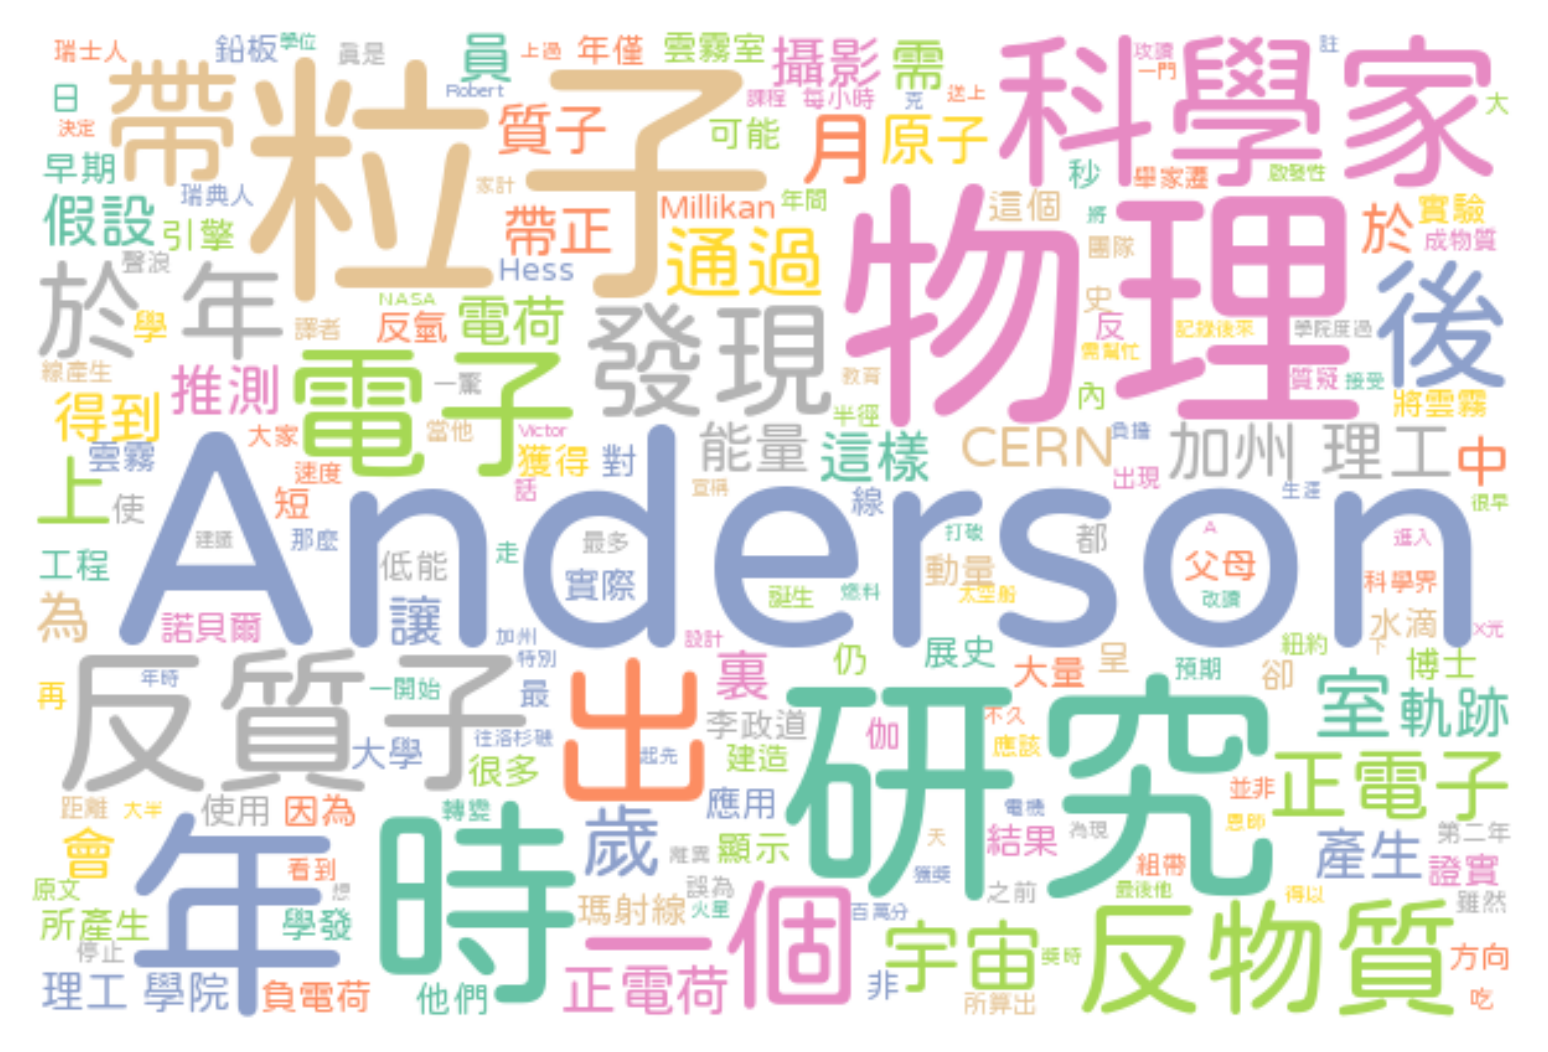 瑞士人 鉛板 學位 眞是 員 上過 年僅 雲霧室 攝影 需 科學家 攻讀 一門 註
日 帶 粒子 Robert 課程 每小時 克 送上 大
決定 質子 可能 月 原子
早期 瑞典人 家計 秒 舉家遷 啟發性
假設 引擎 帶正 Millikan 年間 這個 將 物理 於 實驗
聲浪 Hess 通過 團隊 成物質
於 年 NASA 史 後
學 譯者 反氫 電荷 發現 反 記錄後來 學院度過
線產生 推測 電子 一驚 教育 需幫忙 質疑 接受
得到 大家 當他 Victor 半徑 內 將雲霧
雲霧 速度 獲得 對 能量 這樣 CERN 負擔 加州 理工 中
上 使 短 話 宣稱 線 出現 生涯 很早
Anderson
那麼 最多 打破 都 A 進入
工程 低能 走 實際 動量 父母 科學界
為 讓 誕生 燃料 太空船 改讀 水滴
諾貝爾 加州 設計 展史 紐約 下 X光
反質子 年時 特別 裏 仍 大量 呈 預期 卻 博士
再 一開始 最 出 研究 室 軌跡
大學 往洛杉磯 李政道 伽 不久
很多 起先 建造 應該 正電子
距離 大半 使用 因為 轉變 應用 電機 並非
會 年 時 歲 離異 顯示 結果 為現 恩師 產生 第二年
看到 天 獲獎 組帶 證實
原文 想 瑪射線 誤為 火星 一個 百萬分 之前 最後他 得以 雖然
所產生 學發 宇宙 獎時 反物質
停止 方向
理工 學院 負電荷 他們 正電荷 非 所算出 吃